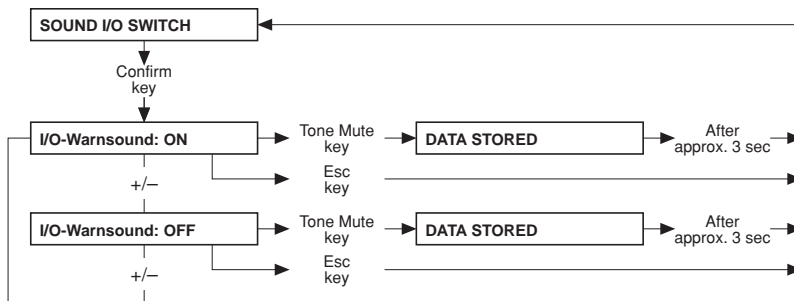 SOUND I/O SWITCH
Confirm
key
I/O-Warnsound: ON
Tone Mute
key
DATA STORED
After
approx. 3 sec
+/–
Esc
key
I/O-Warnsound: OFF
Tone Mute
key
DATA STORED
After
approx. 3 sec
+/–
Esc
key